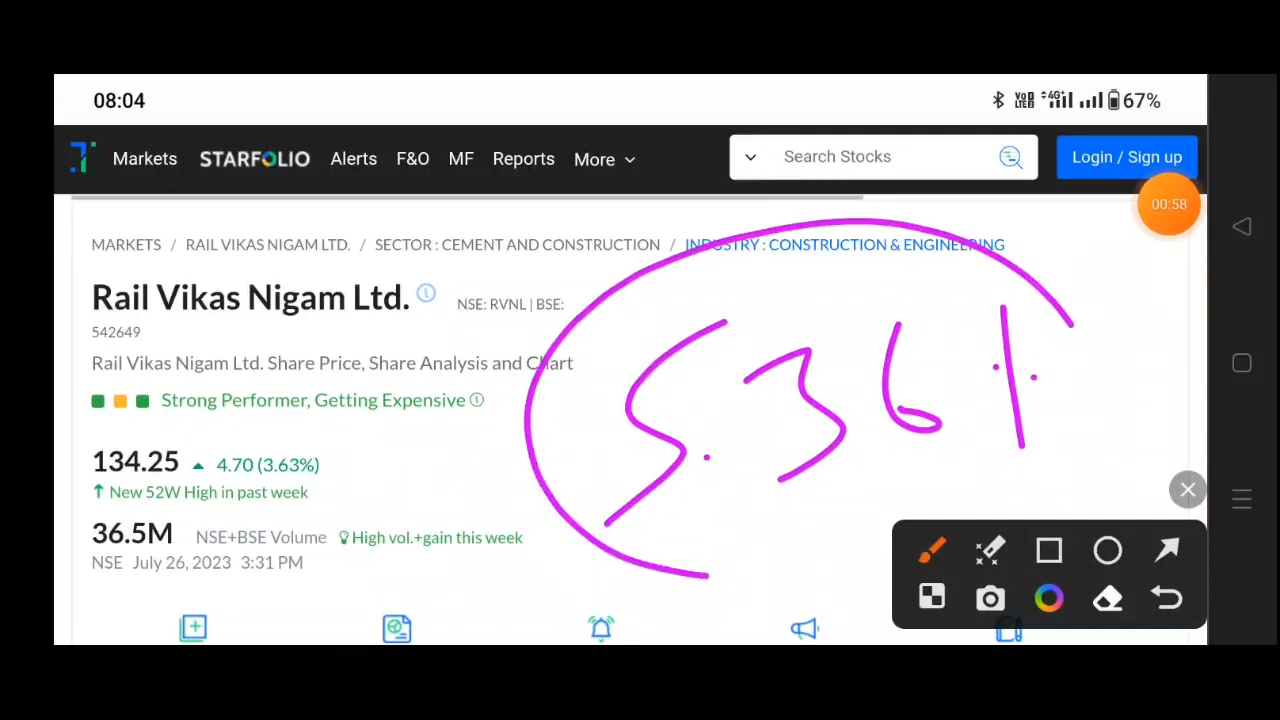 08:04 VoD LTE 4G+ 67%
Markets STARFOLIO Alerts F&O MF Reports More Search Stocks Login / Sign up
00:58
MARKETS / RAIL VIKAS NIGAM LTD. / SECTOR : CEMENT AND CONSTRUCTION / INDUSTRY : CONSTRUCTION & ENGINEERING
Rail Vikas Nigam Ltd. NSE: RVNL | BSE:
542649
Rail Vikas Nigam Ltd. Share Price, Share Analysis and Chart
5.36%
Strong Performer, Getting Expensive
134.25 4.70 (3.63%)
New 52W High in past week
36.5M NSE+BSE Volume High vol.+gain this week
NSE July 26, 2023 3:31 PM